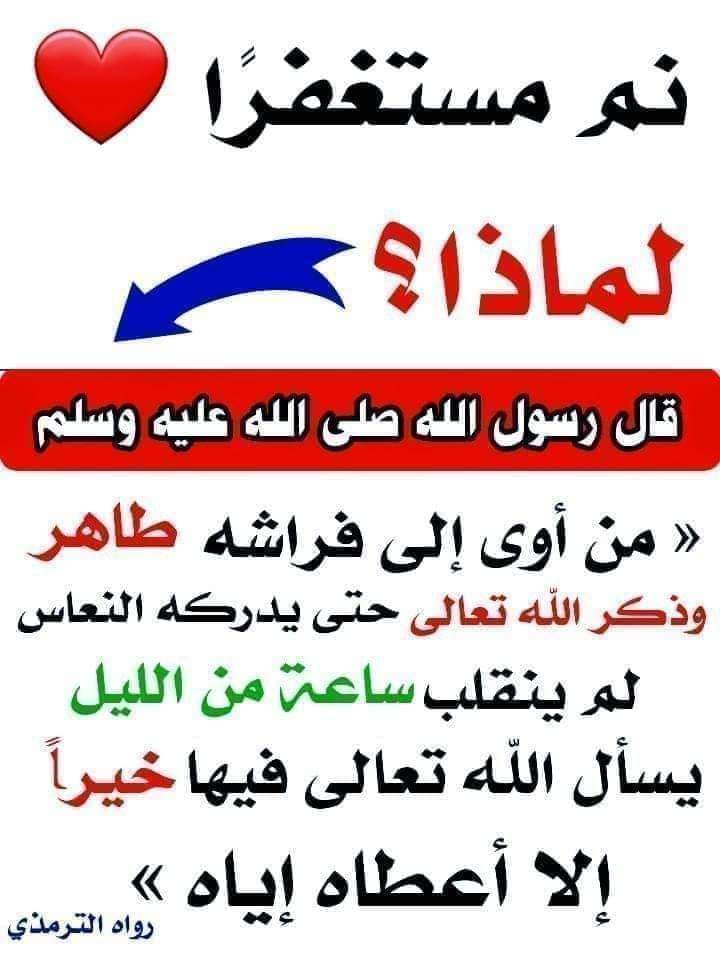 نم مستغفرًا ❤
لماذا؟
قال رسول الله صلى الله عليه وسلم
« من أوى إلى فراشه طاهر
وذكر الله تعالى حتى يدركه النعاس
لم ينقلب ساعة من الليل
يسأل الله تعالى فيها خيراً
إلا أعطاه إياه »
رواه الترمذي